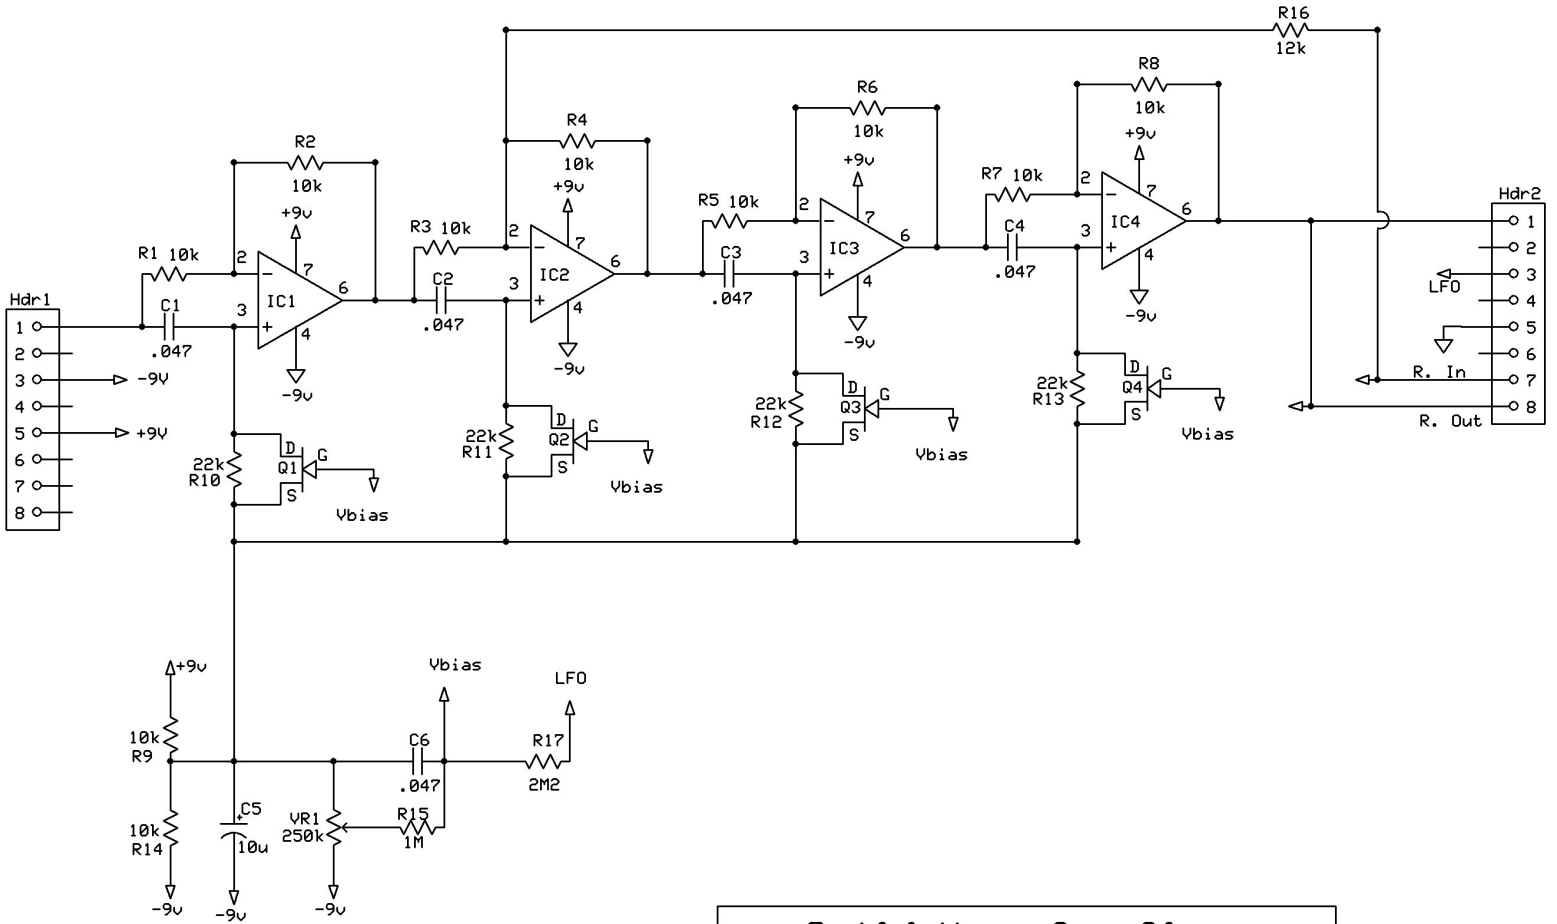 R16
12k
R8
10k
R6
10k
+9v
R4
10k
R2
10k
+9v
+9v
+9v
R7 10k
2
7
6
IC4
3
4
C4
.047
-9v
Hdr2
1
2
3
4
5
6
7
8
LFO
R. In
R. Out
R5 10k
2
7
6
IC3
3
4
C3
.047
-9v
R3 10k
2
7
6
IC2
3
4
C2
.047
-9v
R1 10k
2
7
6
IC1
3
4
C1
.047
-9v
Hdr1
1
2
3
4
5
6
7
8
-9V
+9V
22k
R10
D
Q1
G
S
Vbias
22k
R11
D
Q2
G
S
Vbias
22k
R12
D
Q3
G
S
Vbias
22k
R13
D
Q4
G
S
Vbias
+9v
Vbias
LFO
10k
R9
C6
.047
R17
2M2
10k
R14
C5
+
10u
VR1
250k
R15
1M
-9v
-9v
-9v